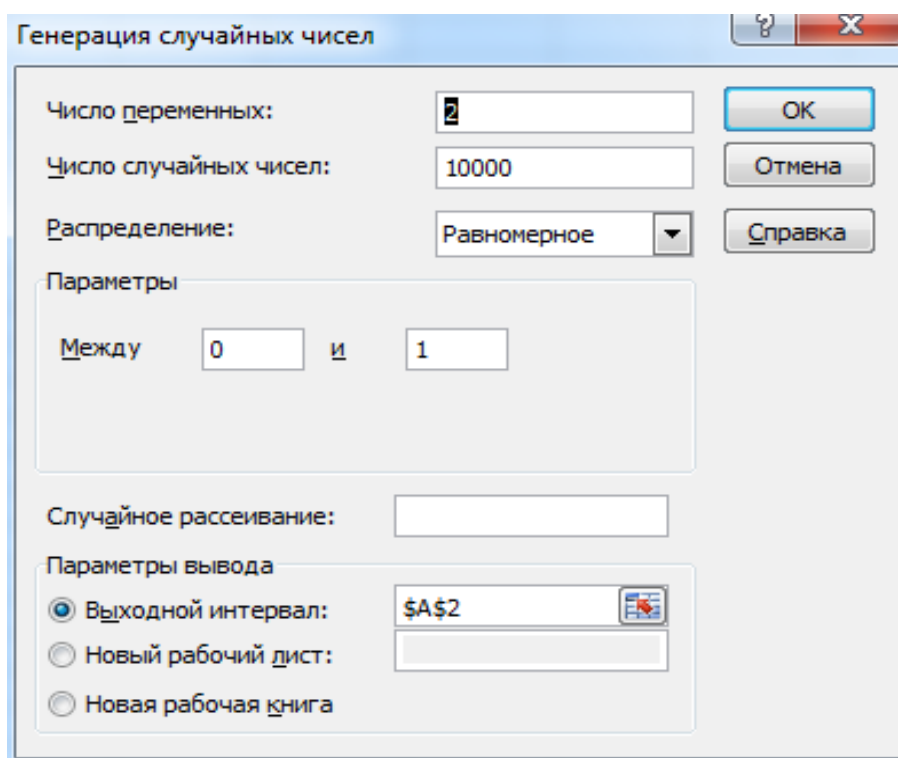 Генерация случайных чисел
?
Число переменных: 2 OK
Число случайных чисел: 10000 Отмена
Распределение: Равномерное Справка
Параметры
Между 0 и 1
Случайное рассеивание:
Параметры вывода
Выходной интервал: $A$2
Новый рабочий лист:
Новая рабочая книга